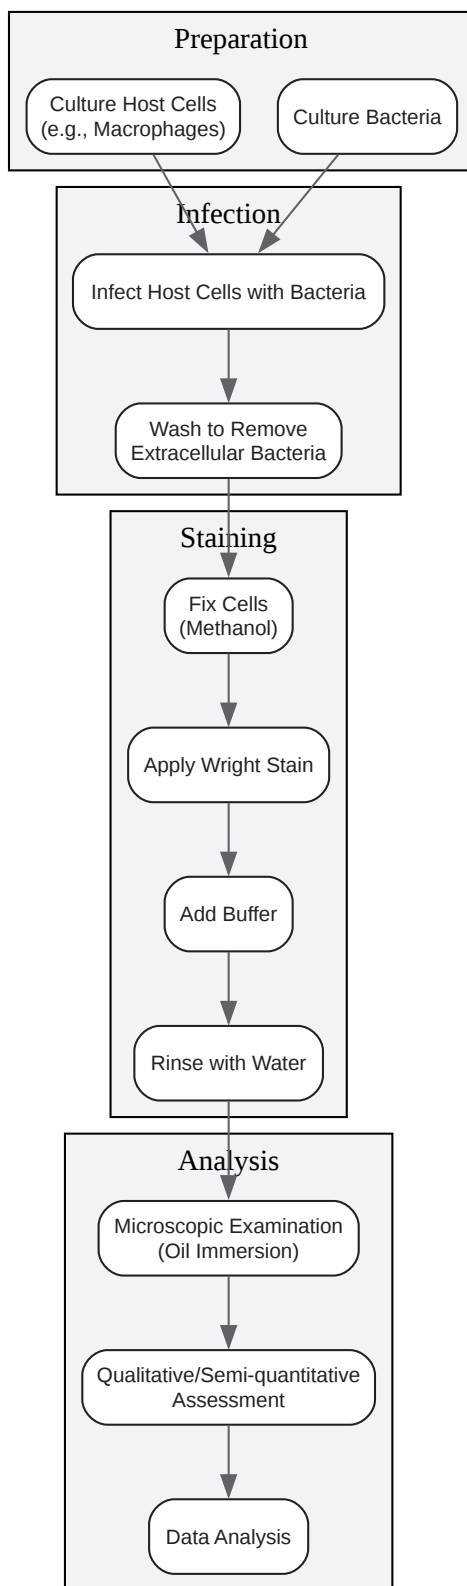 Preparation
Culture Host Cells
(e.g., Macrophages)
Culture Bacteria
Infection
Infect Host Cells with Bacteria
Wash to Remove
Extracellular Bacteria
Staining
Fix Cells
(Methanol)
Apply Wright Stain
Add Buffer
Rinse with Water
Analysis
Microscopic Examination
(Oil Immersion)
Qualitative/Semi-quantitative
Assessment
Data Analysis